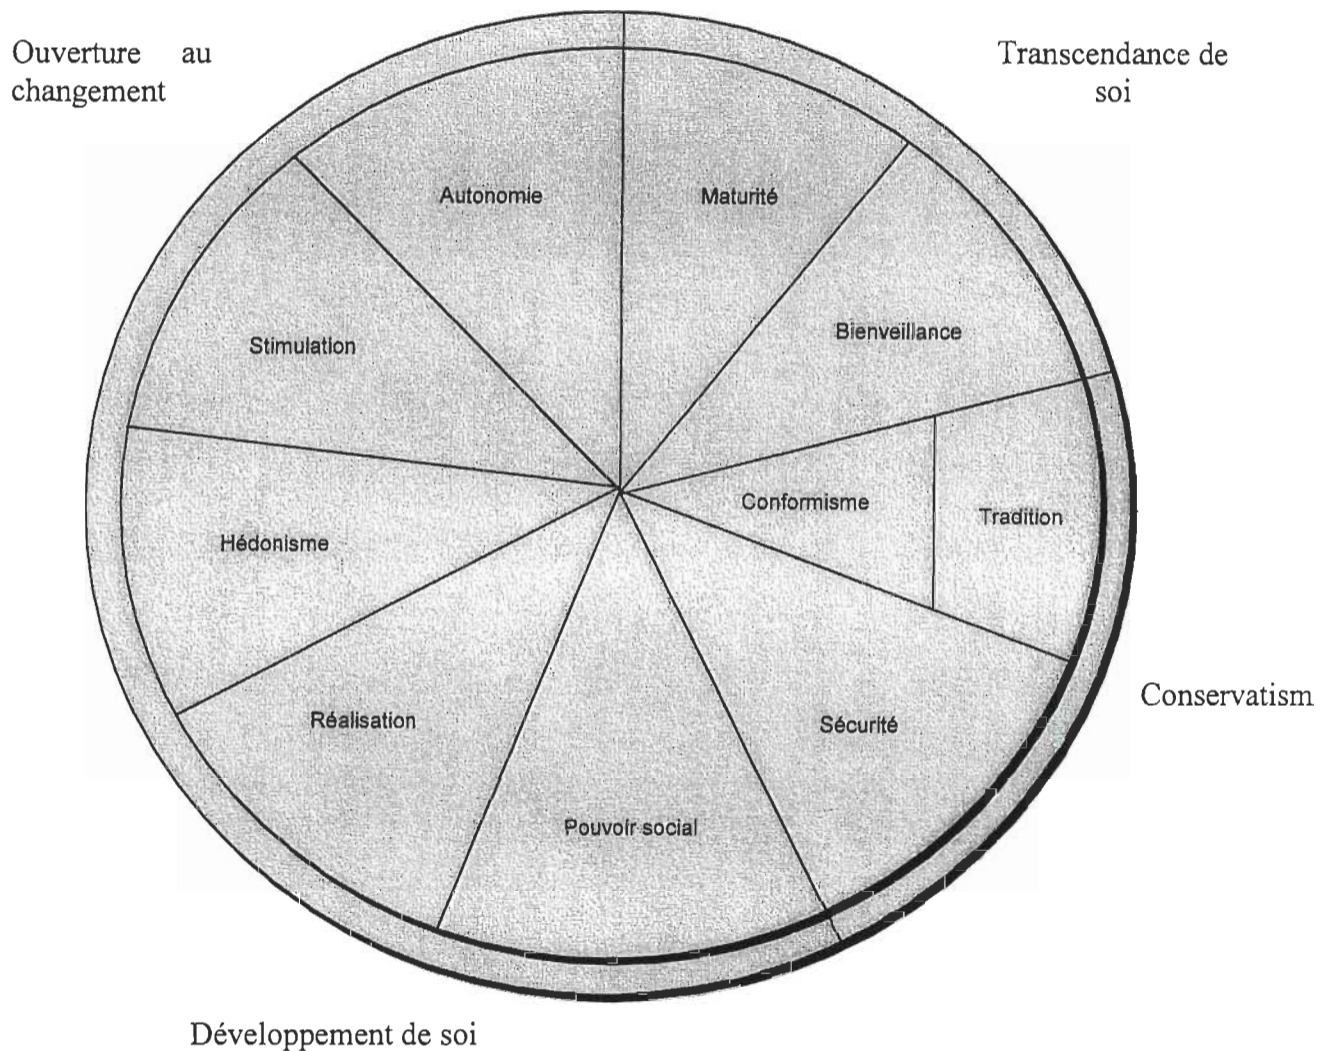 Ouverture au
changement
Transcendance de
soi
Autonomie
Maturité
Stimulation
Bienveillance
Conformisme
Tradition
Hédonisme
Conservatism
Réalisation
Sécurité
Pouvoir social
Développement de soi